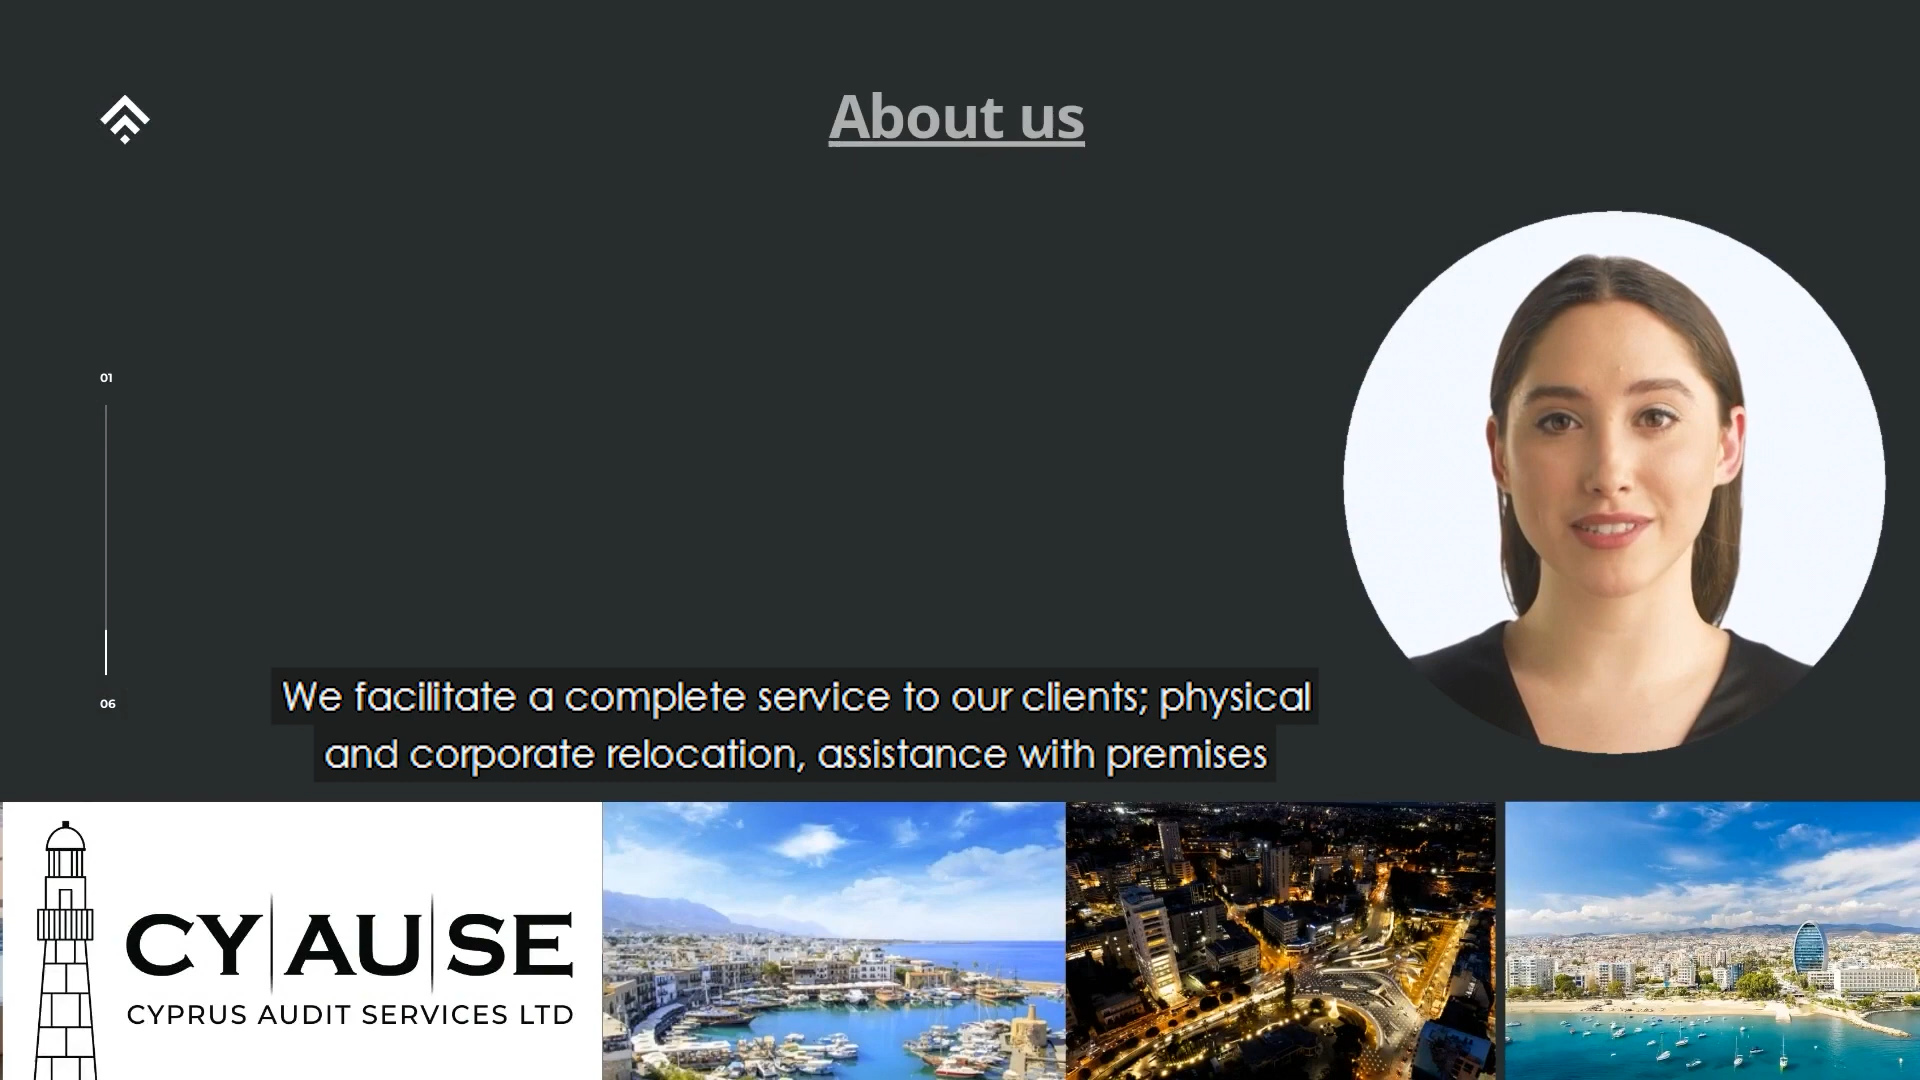 About us
01
06
We facilitate a complete service to our clients; physical
and corporate relocation, assistance with premises
CY|AU|SE
CYPRUS AUDIT SERVICES LTD